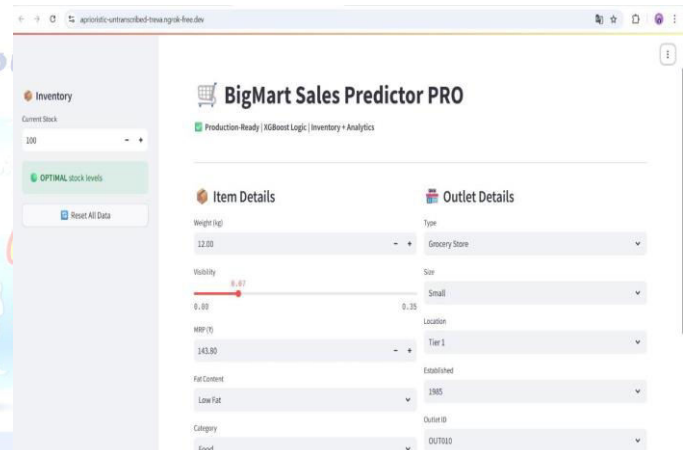 aprioristic-untranscribed-treva.ngrok-free.dev
Inventory
Current Stock
100
OPTIMAL stock levels
Reset All Data
BigMart Sales Predictor PRO
Production-Ready | XGBoost Logic | Inventory + Analytics
Item Details
Weight (kg)
12.00
Visibility
0.07
0.00 0.35
MRP (₹)
Fat Content
Low Fat
Category
Food
Outlet Details
Type
Grocery Store
Size
Small
Location
Tier 1
Established
1985
Outlet ID
OUT010